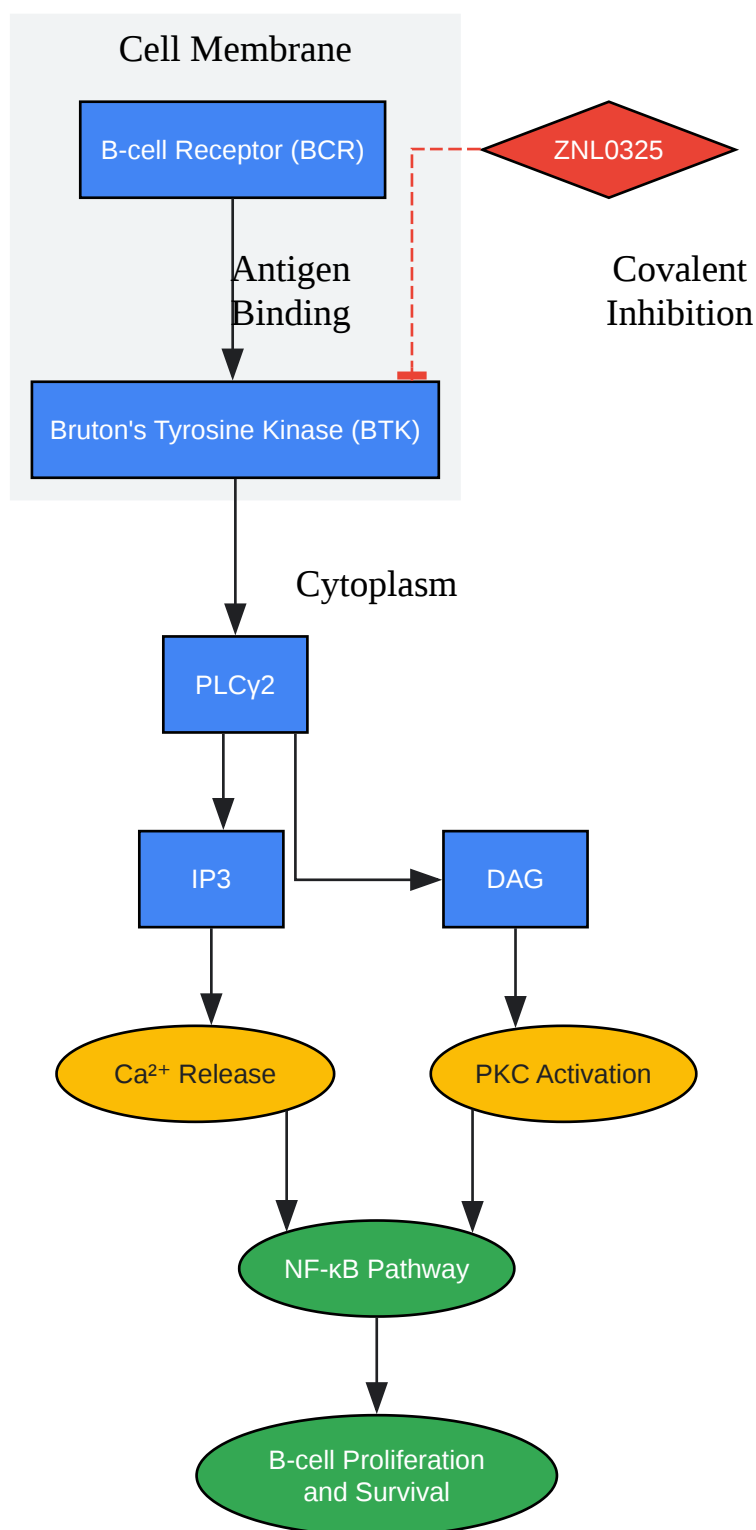 Cell Membrane
B-cell Receptor (BCR)
ZNL0325
Antigen
Binding
Covalent
Inhibition
Bruton's Tyrosine Kinase (BTK)
Cytoplasm
PLCγ2
IP3
DAG
Ca²⁺ Release
PKC Activation
NF-κB Pathway
B-cell Proliferation
and Survival